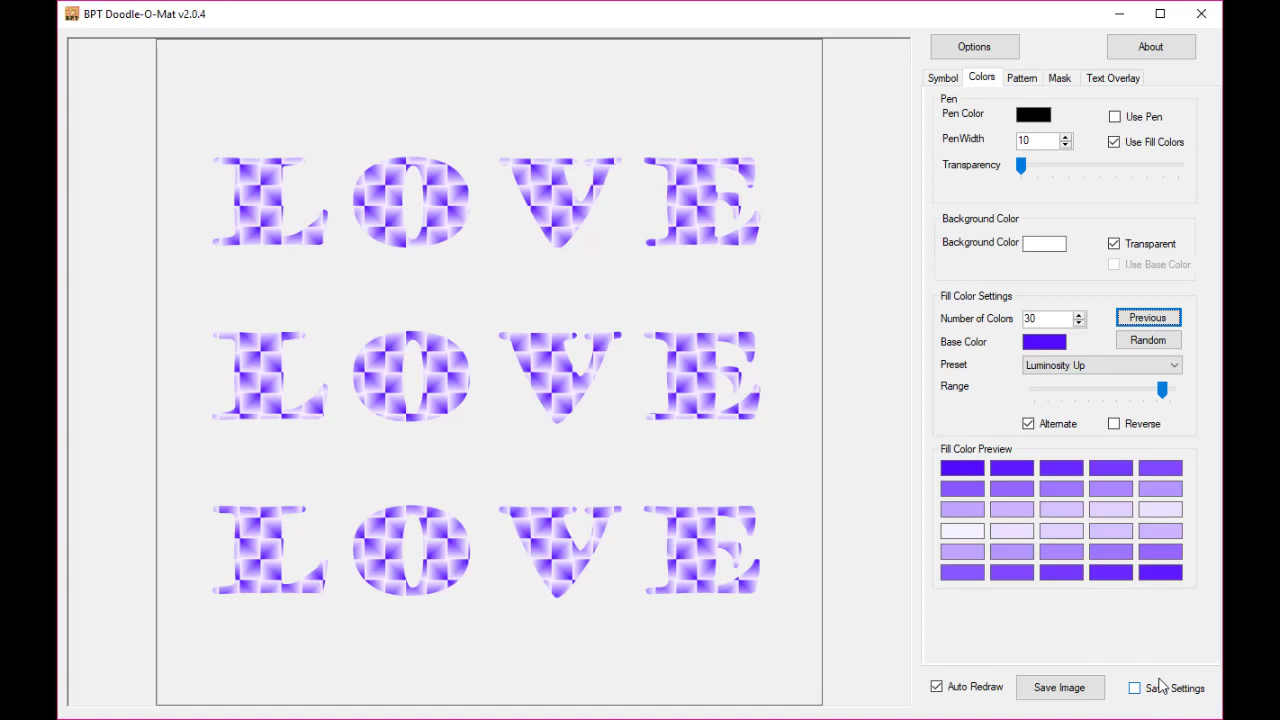 BPT Doodle-O-Mat v2.0.4
Options
About
Symbol
Colors
Pattern
Mask
Text Overlay
Pen
Pen Color
Use Pen
PenWidth
10
Use Fill Colors
Transparency
Background Color
Background Color
Transparent
Use Base Color
Fill Color Settings
Number of Colors
30
Previous
Base Color
Random
Preset
Luminosity Up
Range
Alternate
Reverse
Fill Color Preview
LOVE
LOVE
LOVE
Auto Redraw
Save Image
Settings